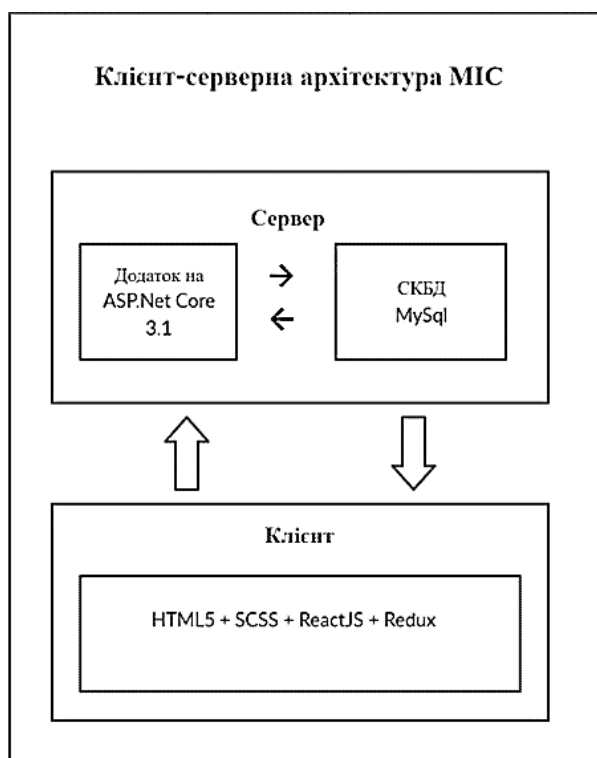 Клієнт-серверна архітектура МІС
Сервер
Додаток на
ASP.Net Core
3.1
СКБД
MySql
Клієнт
HTML5 + SCSS + ReactJS + Redux